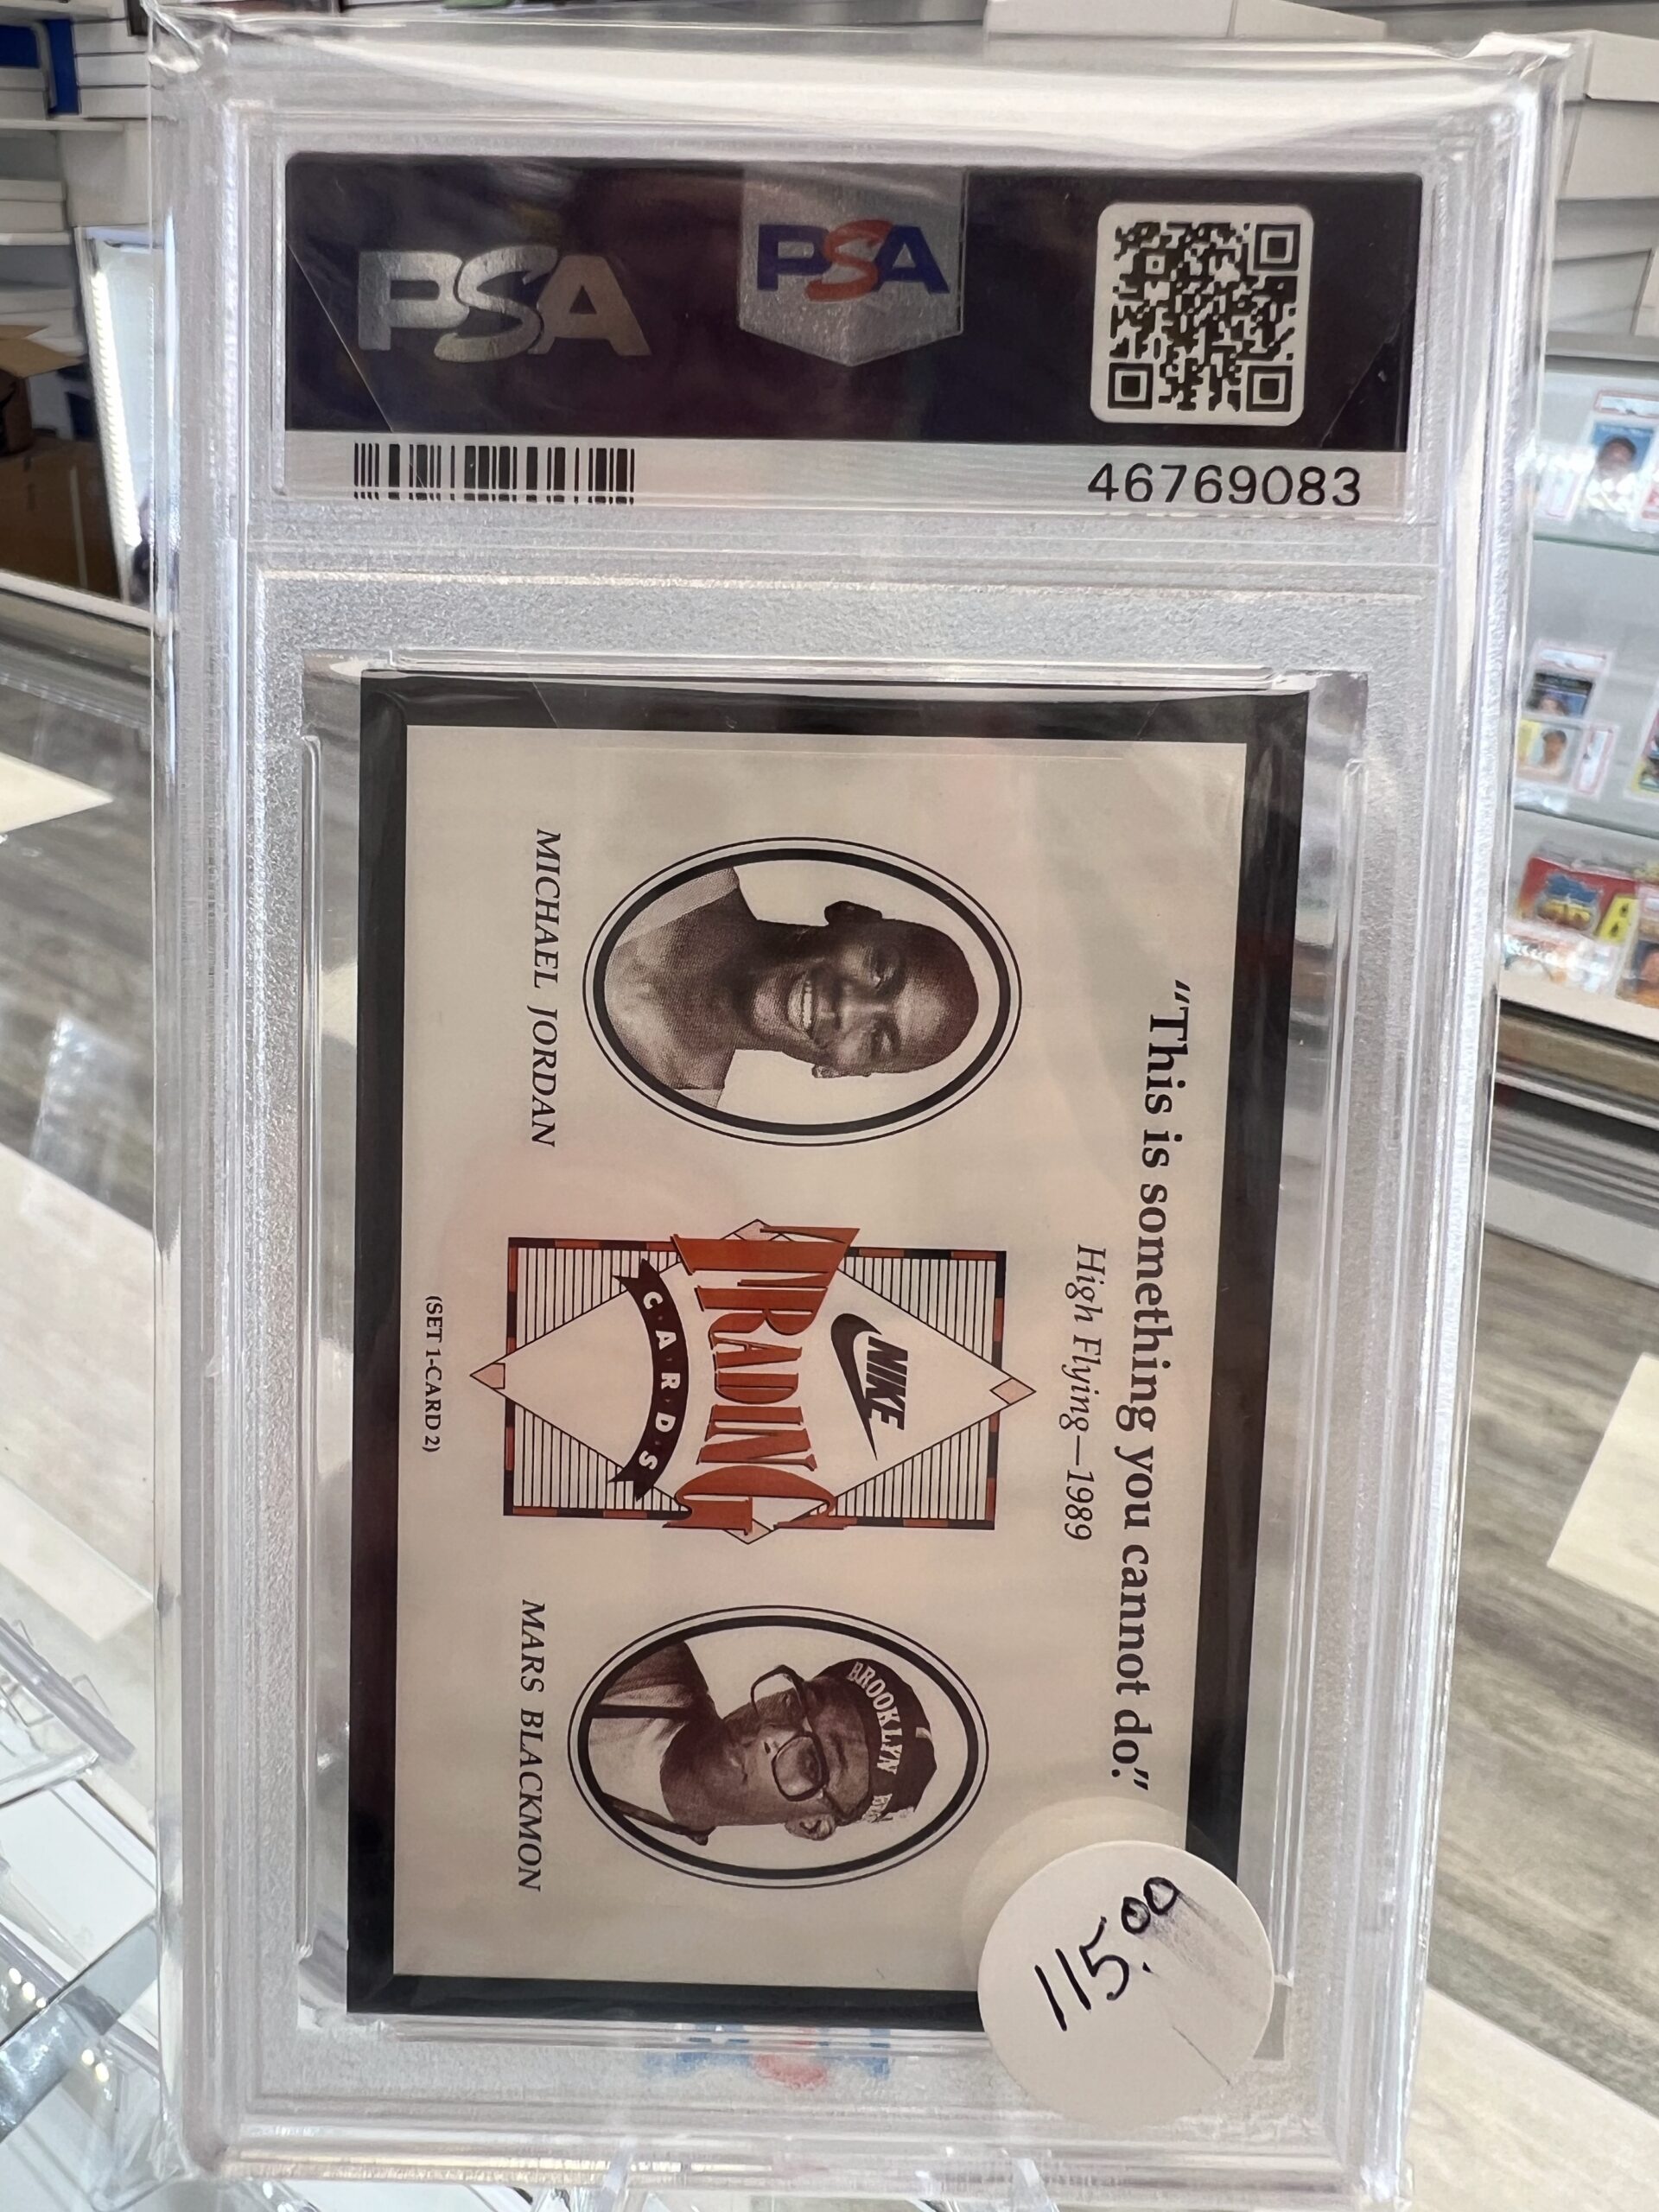 PSA
PSA
46769083
"This is something you cannot do."
High Flying—1989
NIKE
TRADING
CARDS
BROOKLYN
MICHAEL JORDAN
MARS BLACKMON
(SET 1-CARD 2)
115.00